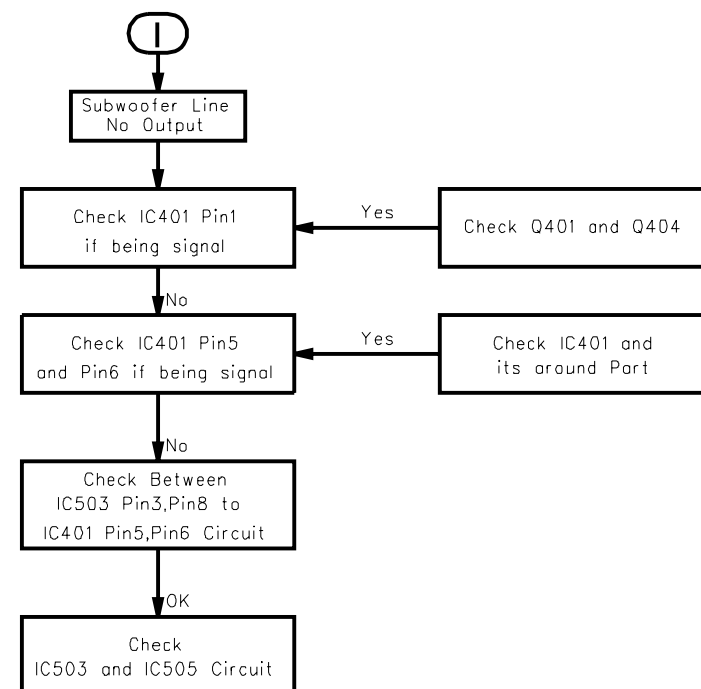 I
Subwoofer Line
No Output
Check IC401 Pin1
if being signal
Yes
Check Q401 and Q404
No
Check IC401 Pin5
and Pin6 if being signal
Yes
Check IC401 and
its around Part
No
Check Between
IC503 Pin3,Pin8 to
IC401 Pin5,Pin6 Circuit
OK
Check
IC503 and IC505 Circuit